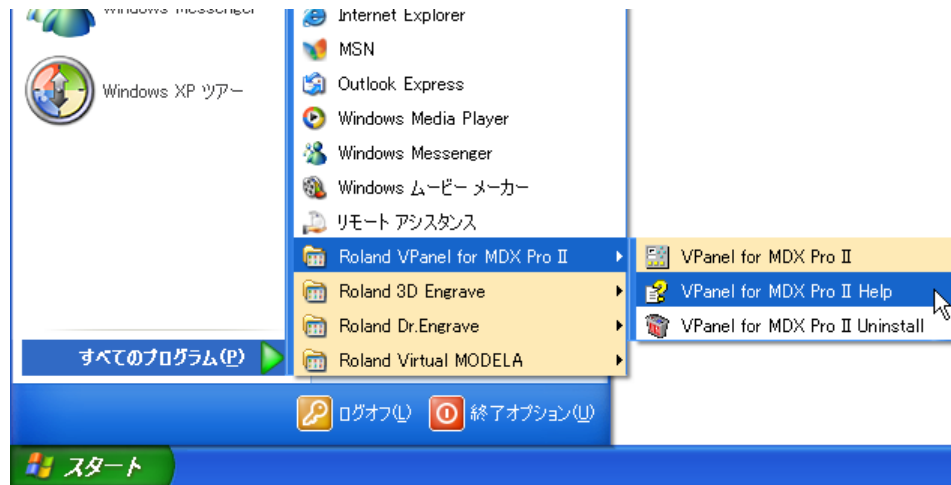 Windows Messenger
Windows XP ツアー
すべてのプログラム(P)
Internet Explorer
MSN
Outlook Express
Windows Media Player
Windows Messenger
Windows ムービー メーカー
リモート アシスタンス
Roland VPanel for MDX Pro II
Roland 3D Engrave
Roland Dr.Engrave
Roland Virtual MODELA
VPanel for MDX Pro II
VPanel for MDX Pro II Help
VPanel for MDX Pro II Uninstall
ログオフ(L)
終了オプション(U)
スタート